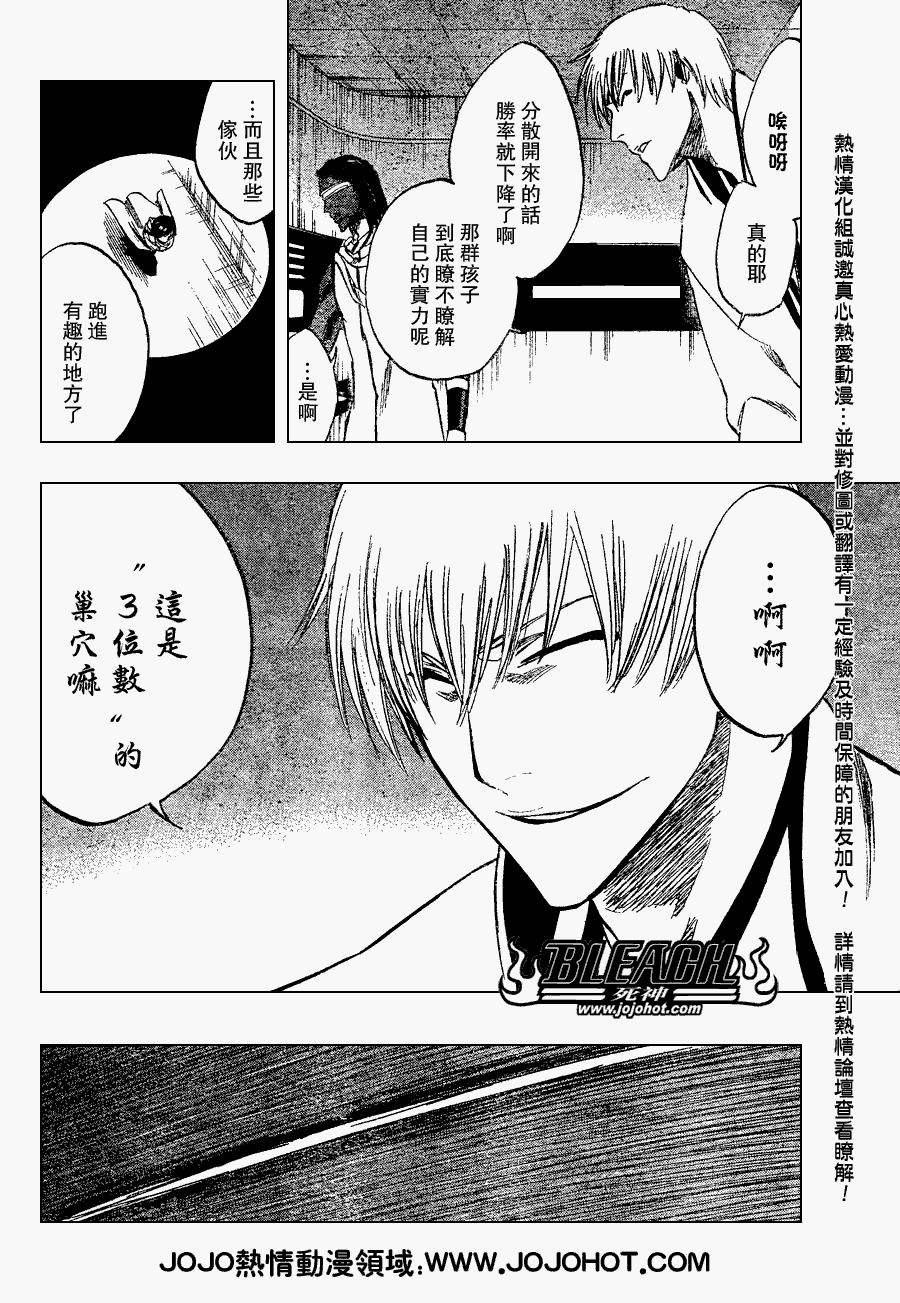 唉呀呀
真的耶
分散開來的話
勝率就下降了啊
那群孩子
到底瞭不瞭解
自己的實力呢
…是啊
…而且那些
傢伙
跑進
有趣的地方了
…啊啊
這是
〝3位數〞的
巢穴嘛
BLEACH
死神
www.jojohot.com
熱情漢化組誠邀真心熱愛動漫…並對修圖或翻譯有一定經驗及時間保障的朋友加入！ 詳情請到熱情論壇查看瞭解！
JOJO熱情動漫領域:WWW.JOJOHOT.COM